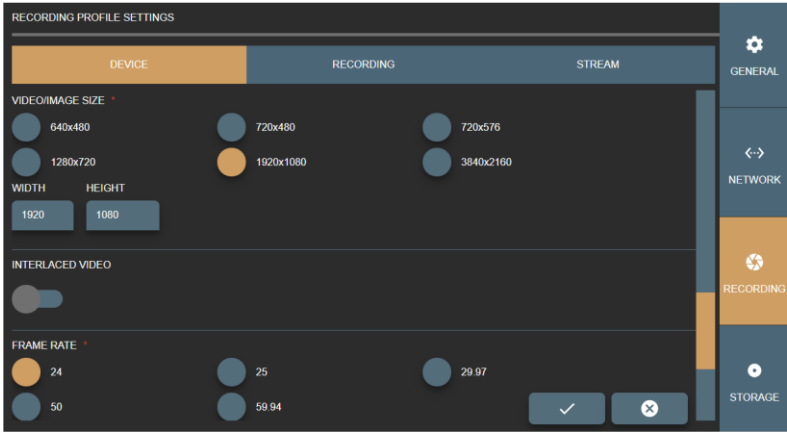 RECORDING PROFILE SETTINGS
DEVICE RECORDING STREAM
VIDEO/IMAGE SIZE *
640x480 720x480 720x576
1280x720 1920x1080 3840x2160
WIDTH HEIGHT
1920 1080
INTERLACED VIDEO
FRAME RATE *
24 25 29.97
50 59.94
GENERAL
NETWORK
RECORDING
STORAGE